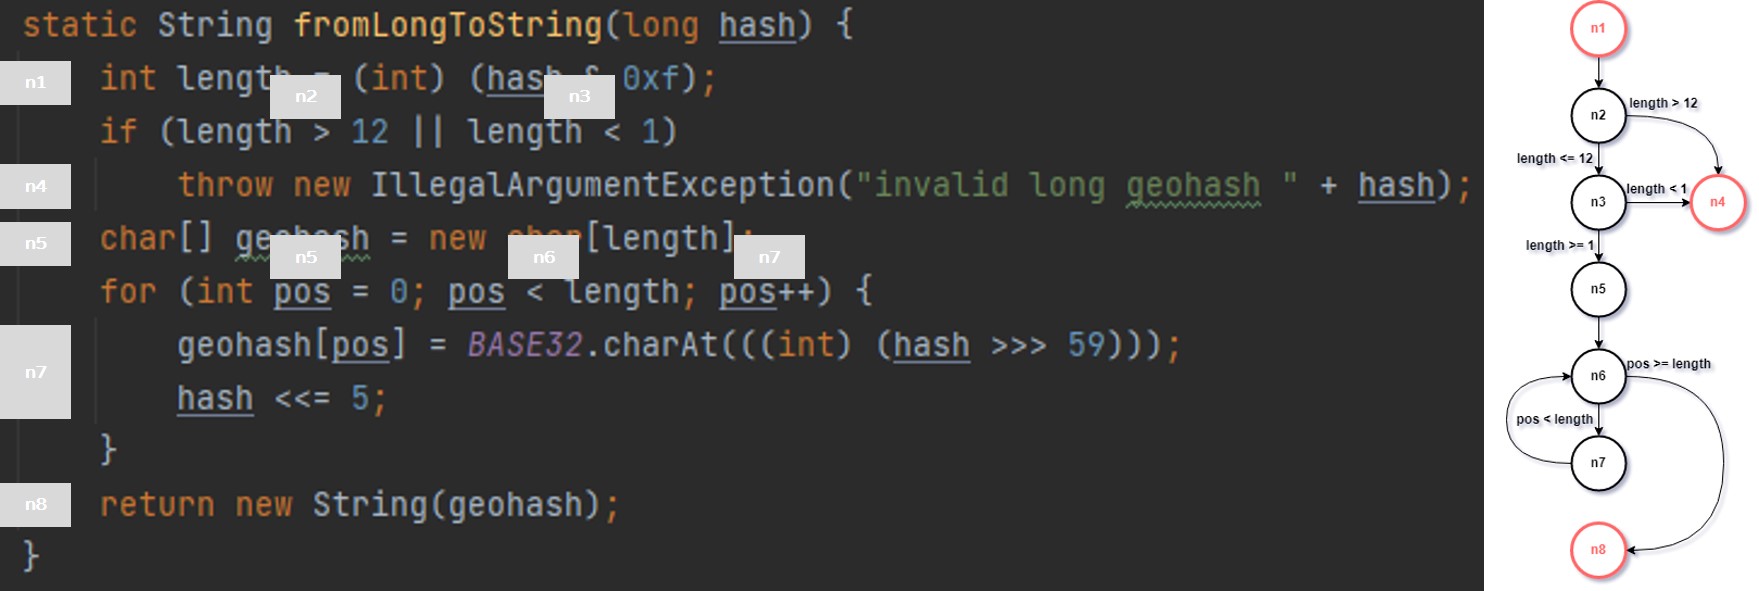 static String fromLongToString(long hash) {
n1 int length = (int) (hash & 0xf);
n2 n3
if (length > 12 || length < 1)
n4 throw new IllegalArgumentException("invalid long geohash " + hash);
n5 char[] geohash = new char[length];
n5 n6 n7
for (int pos = 0; pos < length; pos++) {
geohash[pos] = BASE32.charAt(((int) (hash >>> 59)));
n7
hash <<= 5;
}
n8 return new String(geohash);
}
n1
length > 12
n2
length <= 12
length < 1
n3
n4
length >= 1
n5
pos >= length
n6
pos < length
n7
n8